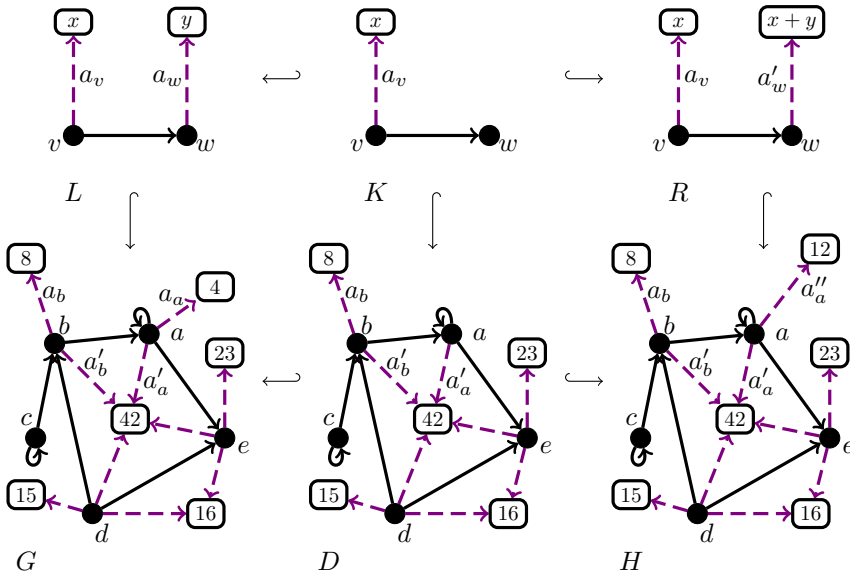 x y x x x + y
a_v a_w a_v a_v a'_w
v w v w v w
L K R
8 4 8 8 12
a_b a_a a_b a_b a''_a
b a b a b a
a'_b a'_a 23 a'_b a'_a 23 a'_b a'_a 23
c 42 c 42 c 42
e e e
15 16 15 16 15 16
d d d
G D H